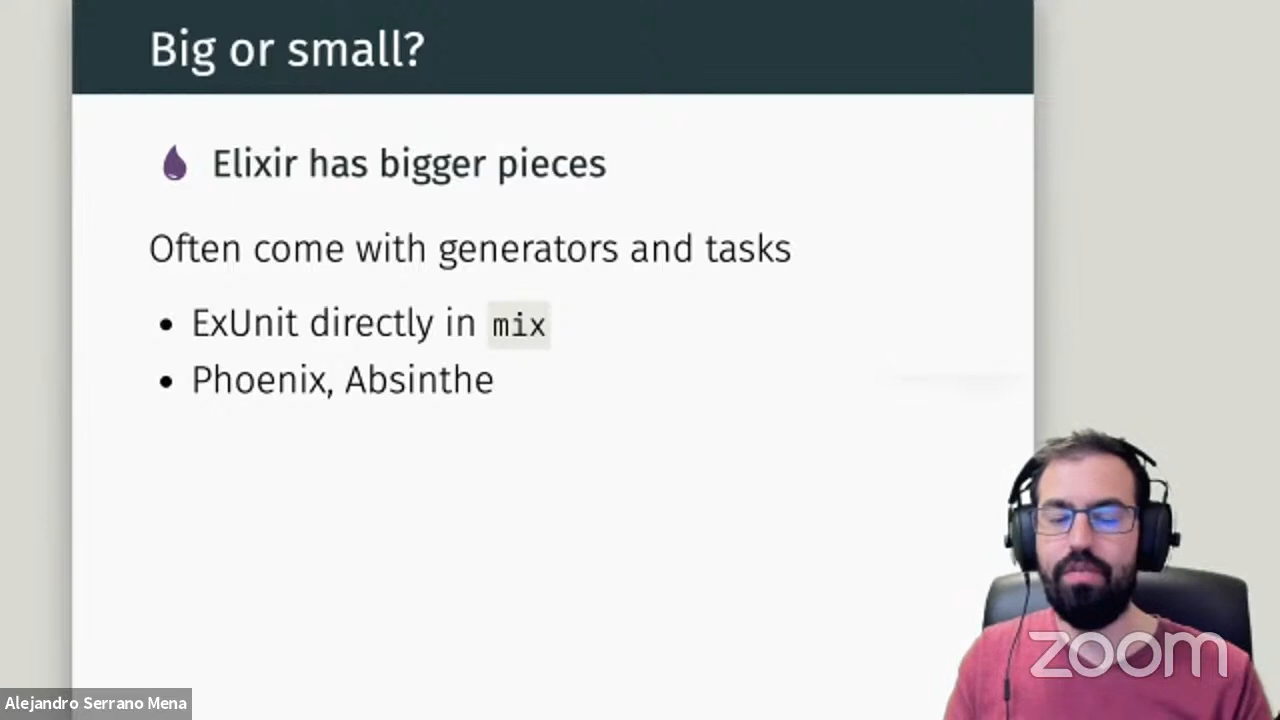 Big or small?
Elixir has bigger pieces
Often come with generators and tasks
• ExUnit directly in mix
• Phoenix, Absinthe
zoom
Alejandro Serrano Mena